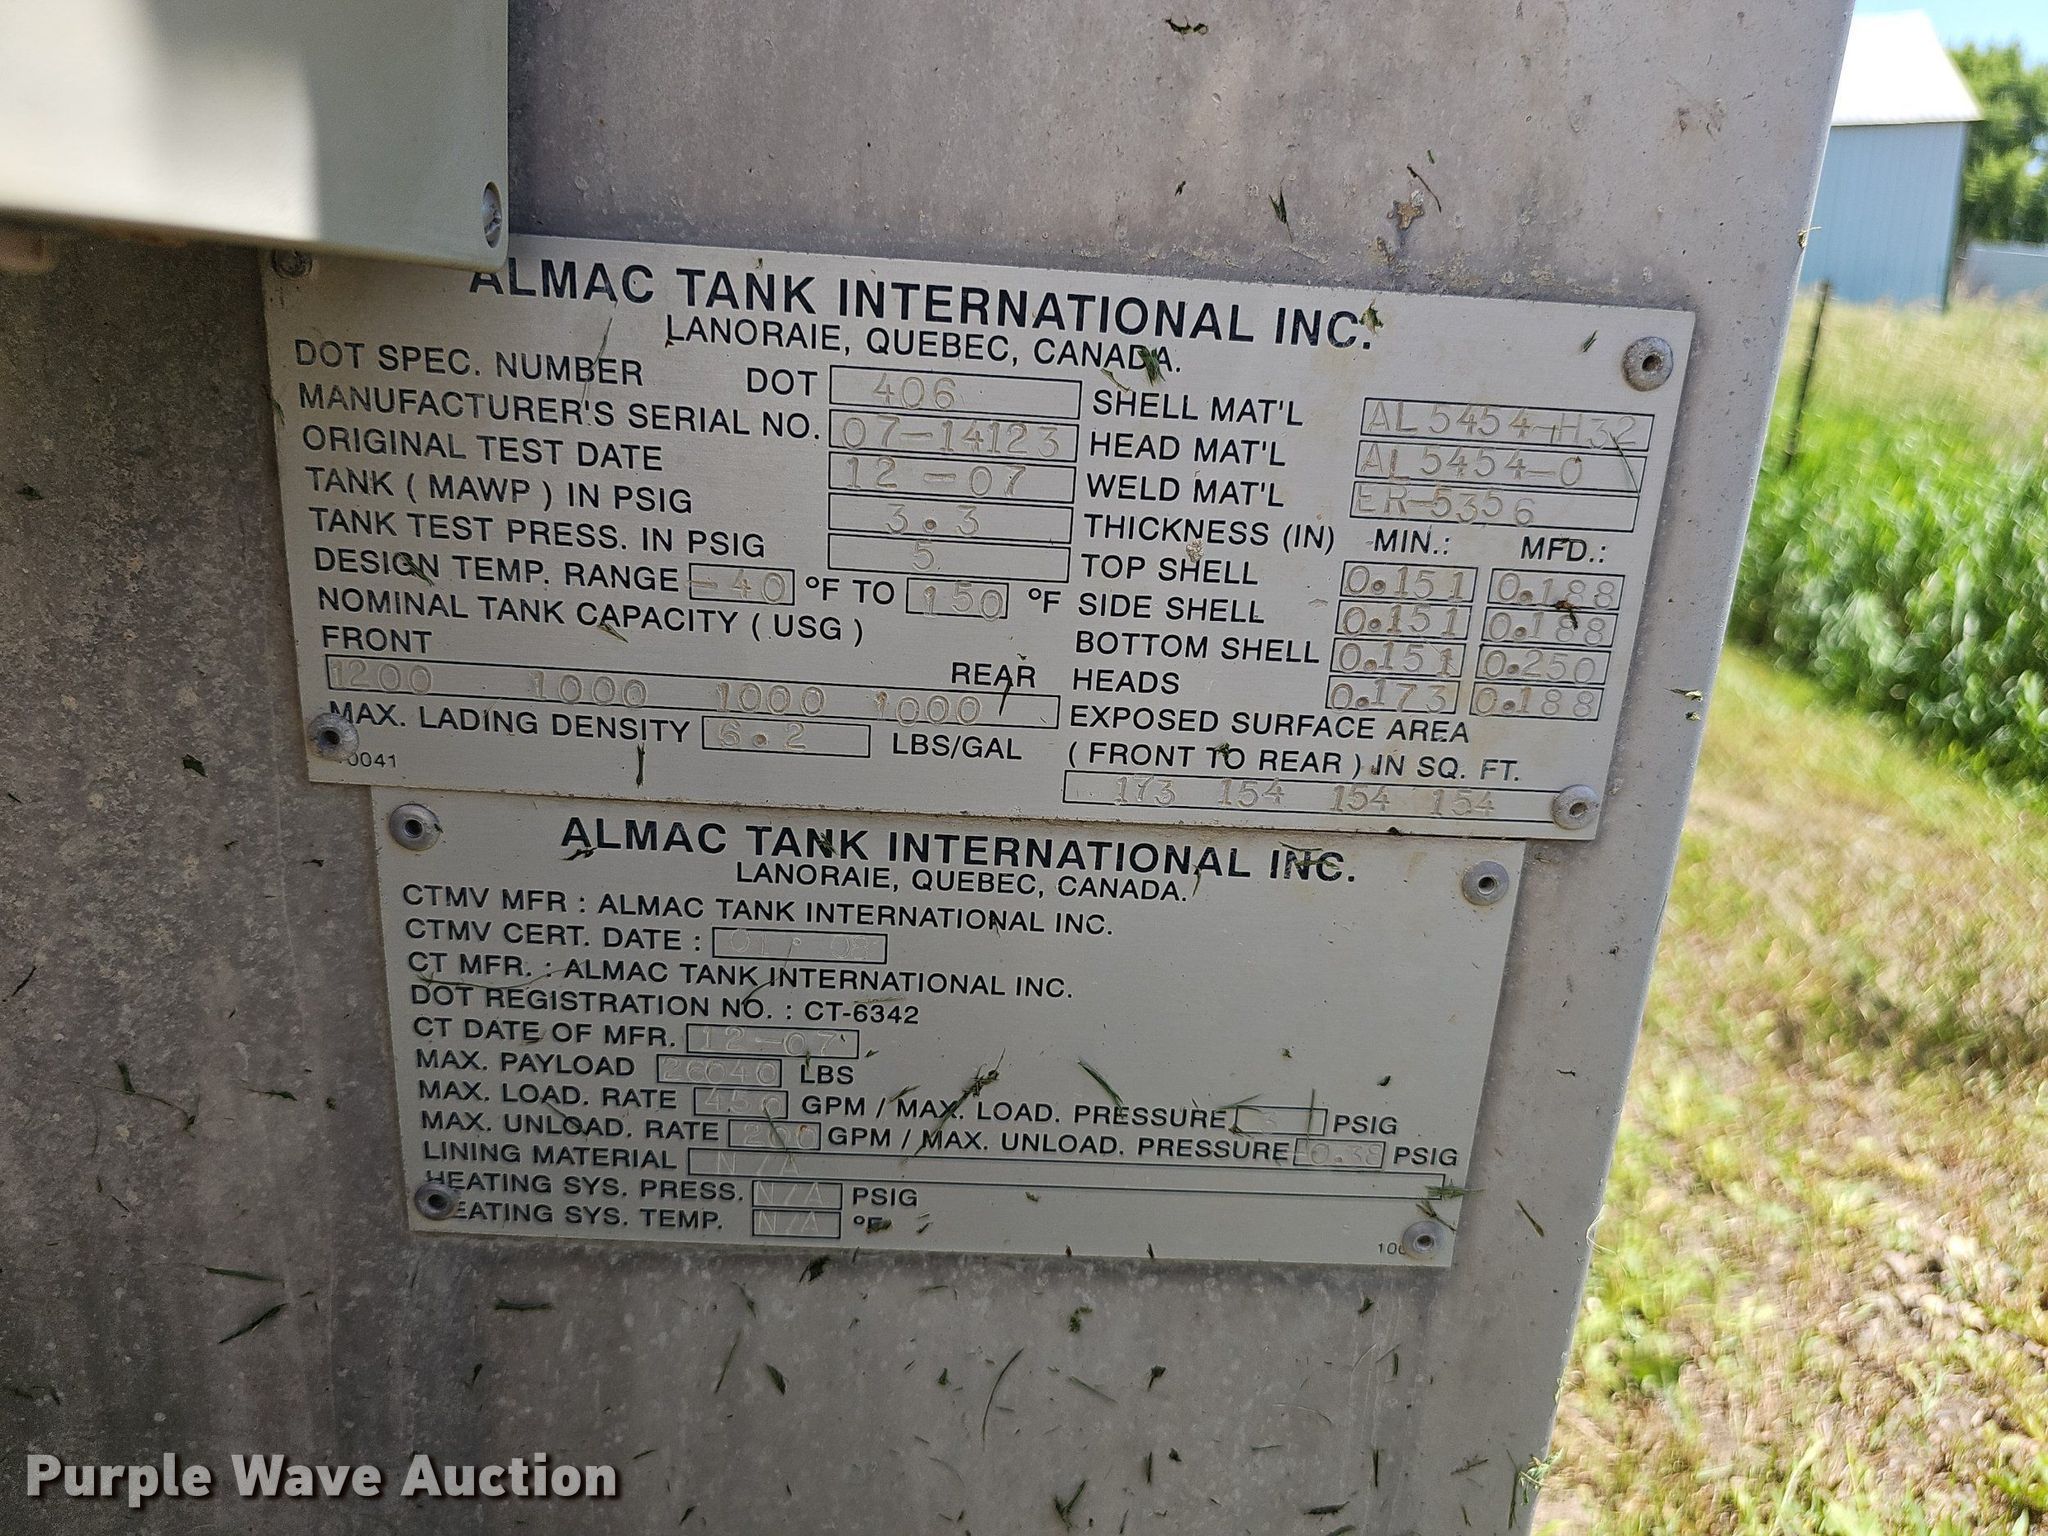 ALMAC TANK INTERNATIONAL INC.
LANORAIE, QUEBEC, CANADA.
DOT SPEC. NUMBER DOT 406
MANUFACTURER'S SERIAL NO. 07-14123
ORIGINAL TEST DATE 12-07
TANK ( MAWP ) IN PSIG 3.3
TANK TEST PRESS. IN PSIG 5
DESIGN TEMP. RANGE -40 °F TO 150 °F
NOMINAL TANK CAPACITY ( USG )
FRONT REAR
1200 1000 1000 1000
MAX. LADING DENSITY 6.2 LBS/GAL
10041
SHELL MAT'L AL 5454-H32
HEAD MAT'L AL 5454-0
WELD MAT'L ER-5356
THICKNESS (IN) MIN.: MFD.:
TOP SHELL 0.151 0.188
SIDE SHELL 0.151 0.188
BOTTOM SHELL 0.151 0.250
HEADS 0.173 0.188
EXPOSED SURFACE AREA
( FRONT TO REAR ) IN SQ. FT.
173 154 154 154
ALMAC TANK INTERNATIONAL INC.
LANORAIE, QUEBEC, CANADA.
CTMV MFR : ALMAC TANK INTERNATIONAL INC.
CTMV CERT. DATE : 01-08
CT MFR. : ALMAC TANK INTERNATIONAL INC.
DOT REGISTRATION NO. : CT-6342
CT DATE OF MFR. 12-07
MAX. PAYLOAD 26040 LBS
MAX. LOAD. RATE 450 GPM / MAX. LOAD. PRESSURE 3 PSIG
MAX. UNLOAD. RATE 200 GPM / MAX. UNLOAD. PRESSURE -0.38 PSIG
LINING MATERIAL N/A
HEATING SYS. PRESS. N/A PSIG
HEATING SYS. TEMP. N/A °F
Purple Wave Auction